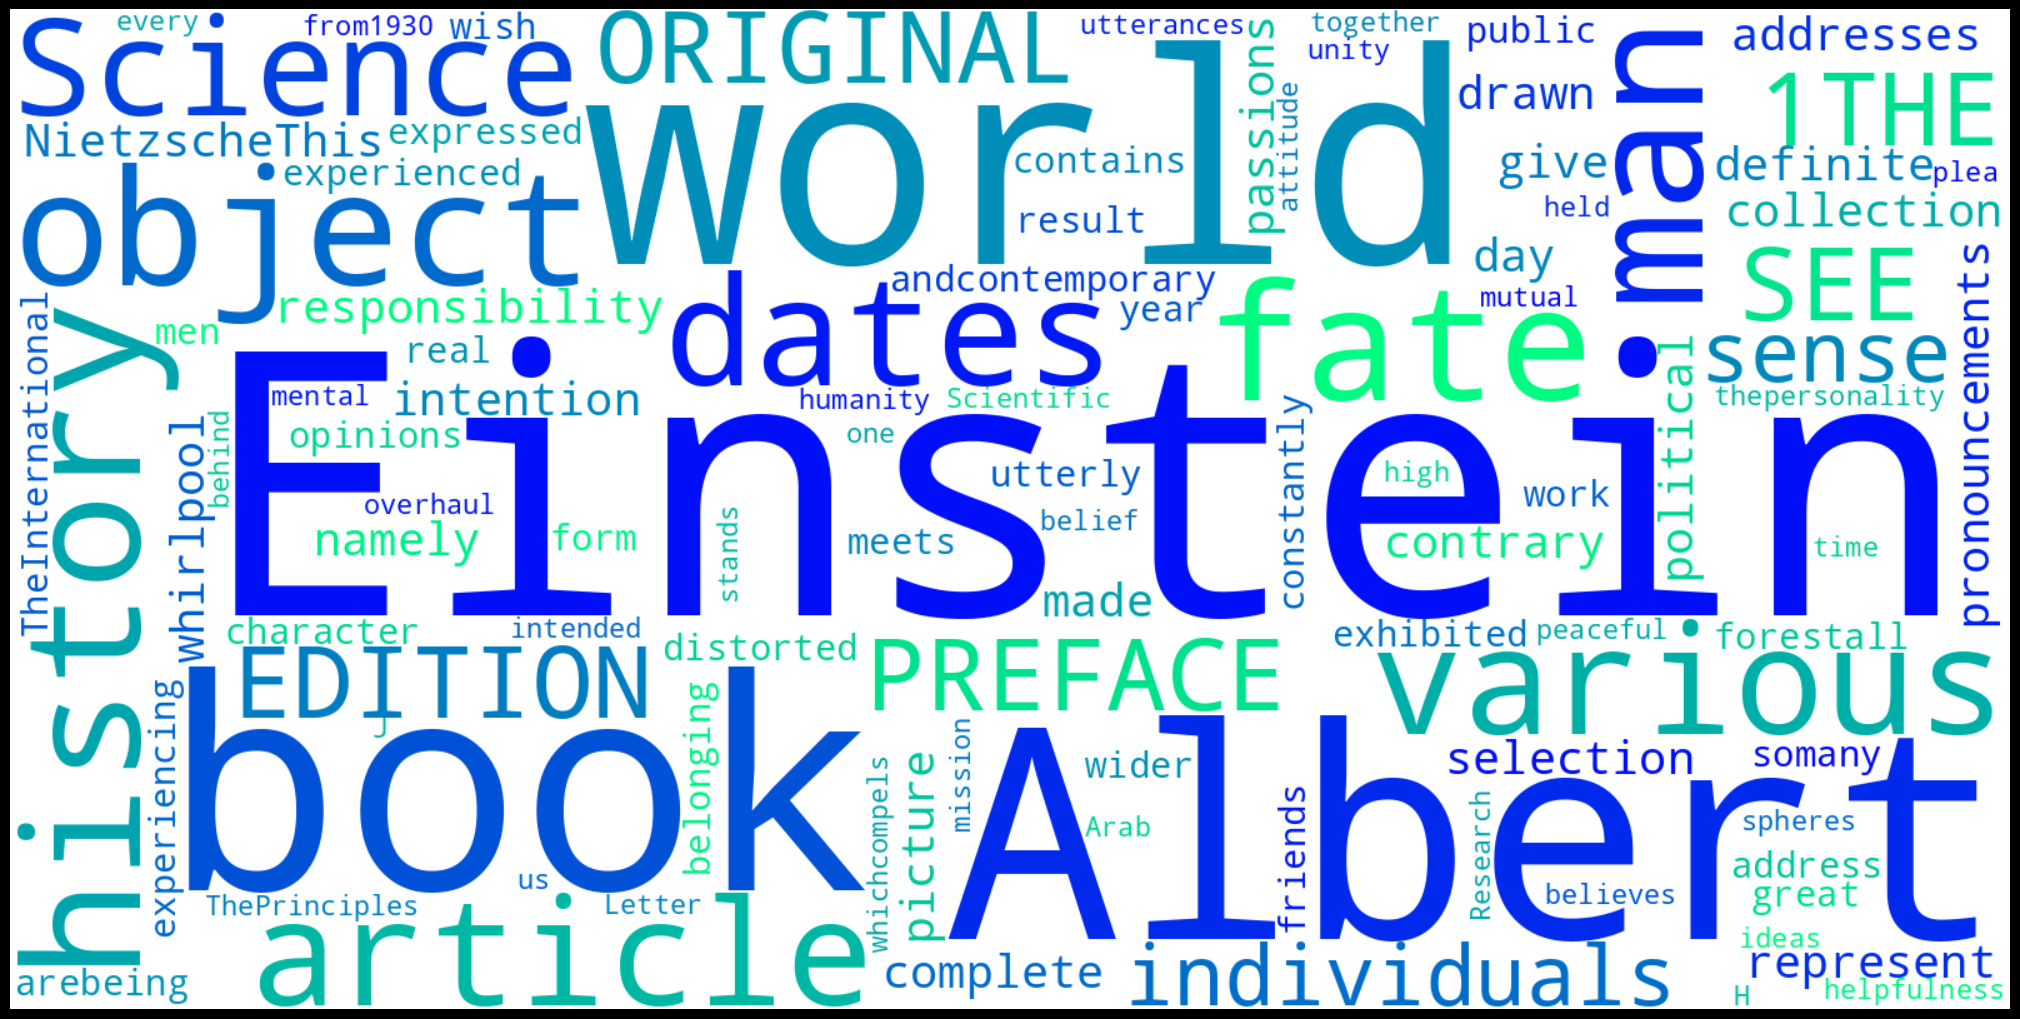 every
from1930
wish
Science
ORIGINAL
utterances
together
unity
public
addresses
world
passions
attitude
drawn
man
1THE
NietzscheThis
expressed
experienced
contains
give
definite
plea
object
result
held
collection
day
SEE
pronouncements
andcontemporary
mutual
TheInternational
history
men
responsibility
dates
year
fate
real
sense
mental
intention
humanity
Scientific
thepersonality
political
whirlpool
behind
opinions
Einstein
one
constantly
utterly
high
work
overhaul
belief
namely
form
stands
meets
contrary
time
made
character
intended
distorted
PREFACE
exhibited
peaceful
forestall
EDITION
various
experiencing
J
belonging
book
mission
wider
selection
somany
whichcompels
picture
Albert
Arab
friends
Research
spheres
us
believes
address
great
ThePrinciples
Letter
article
ideas
arebeing
complete
individuals
represent
H
helpfulness